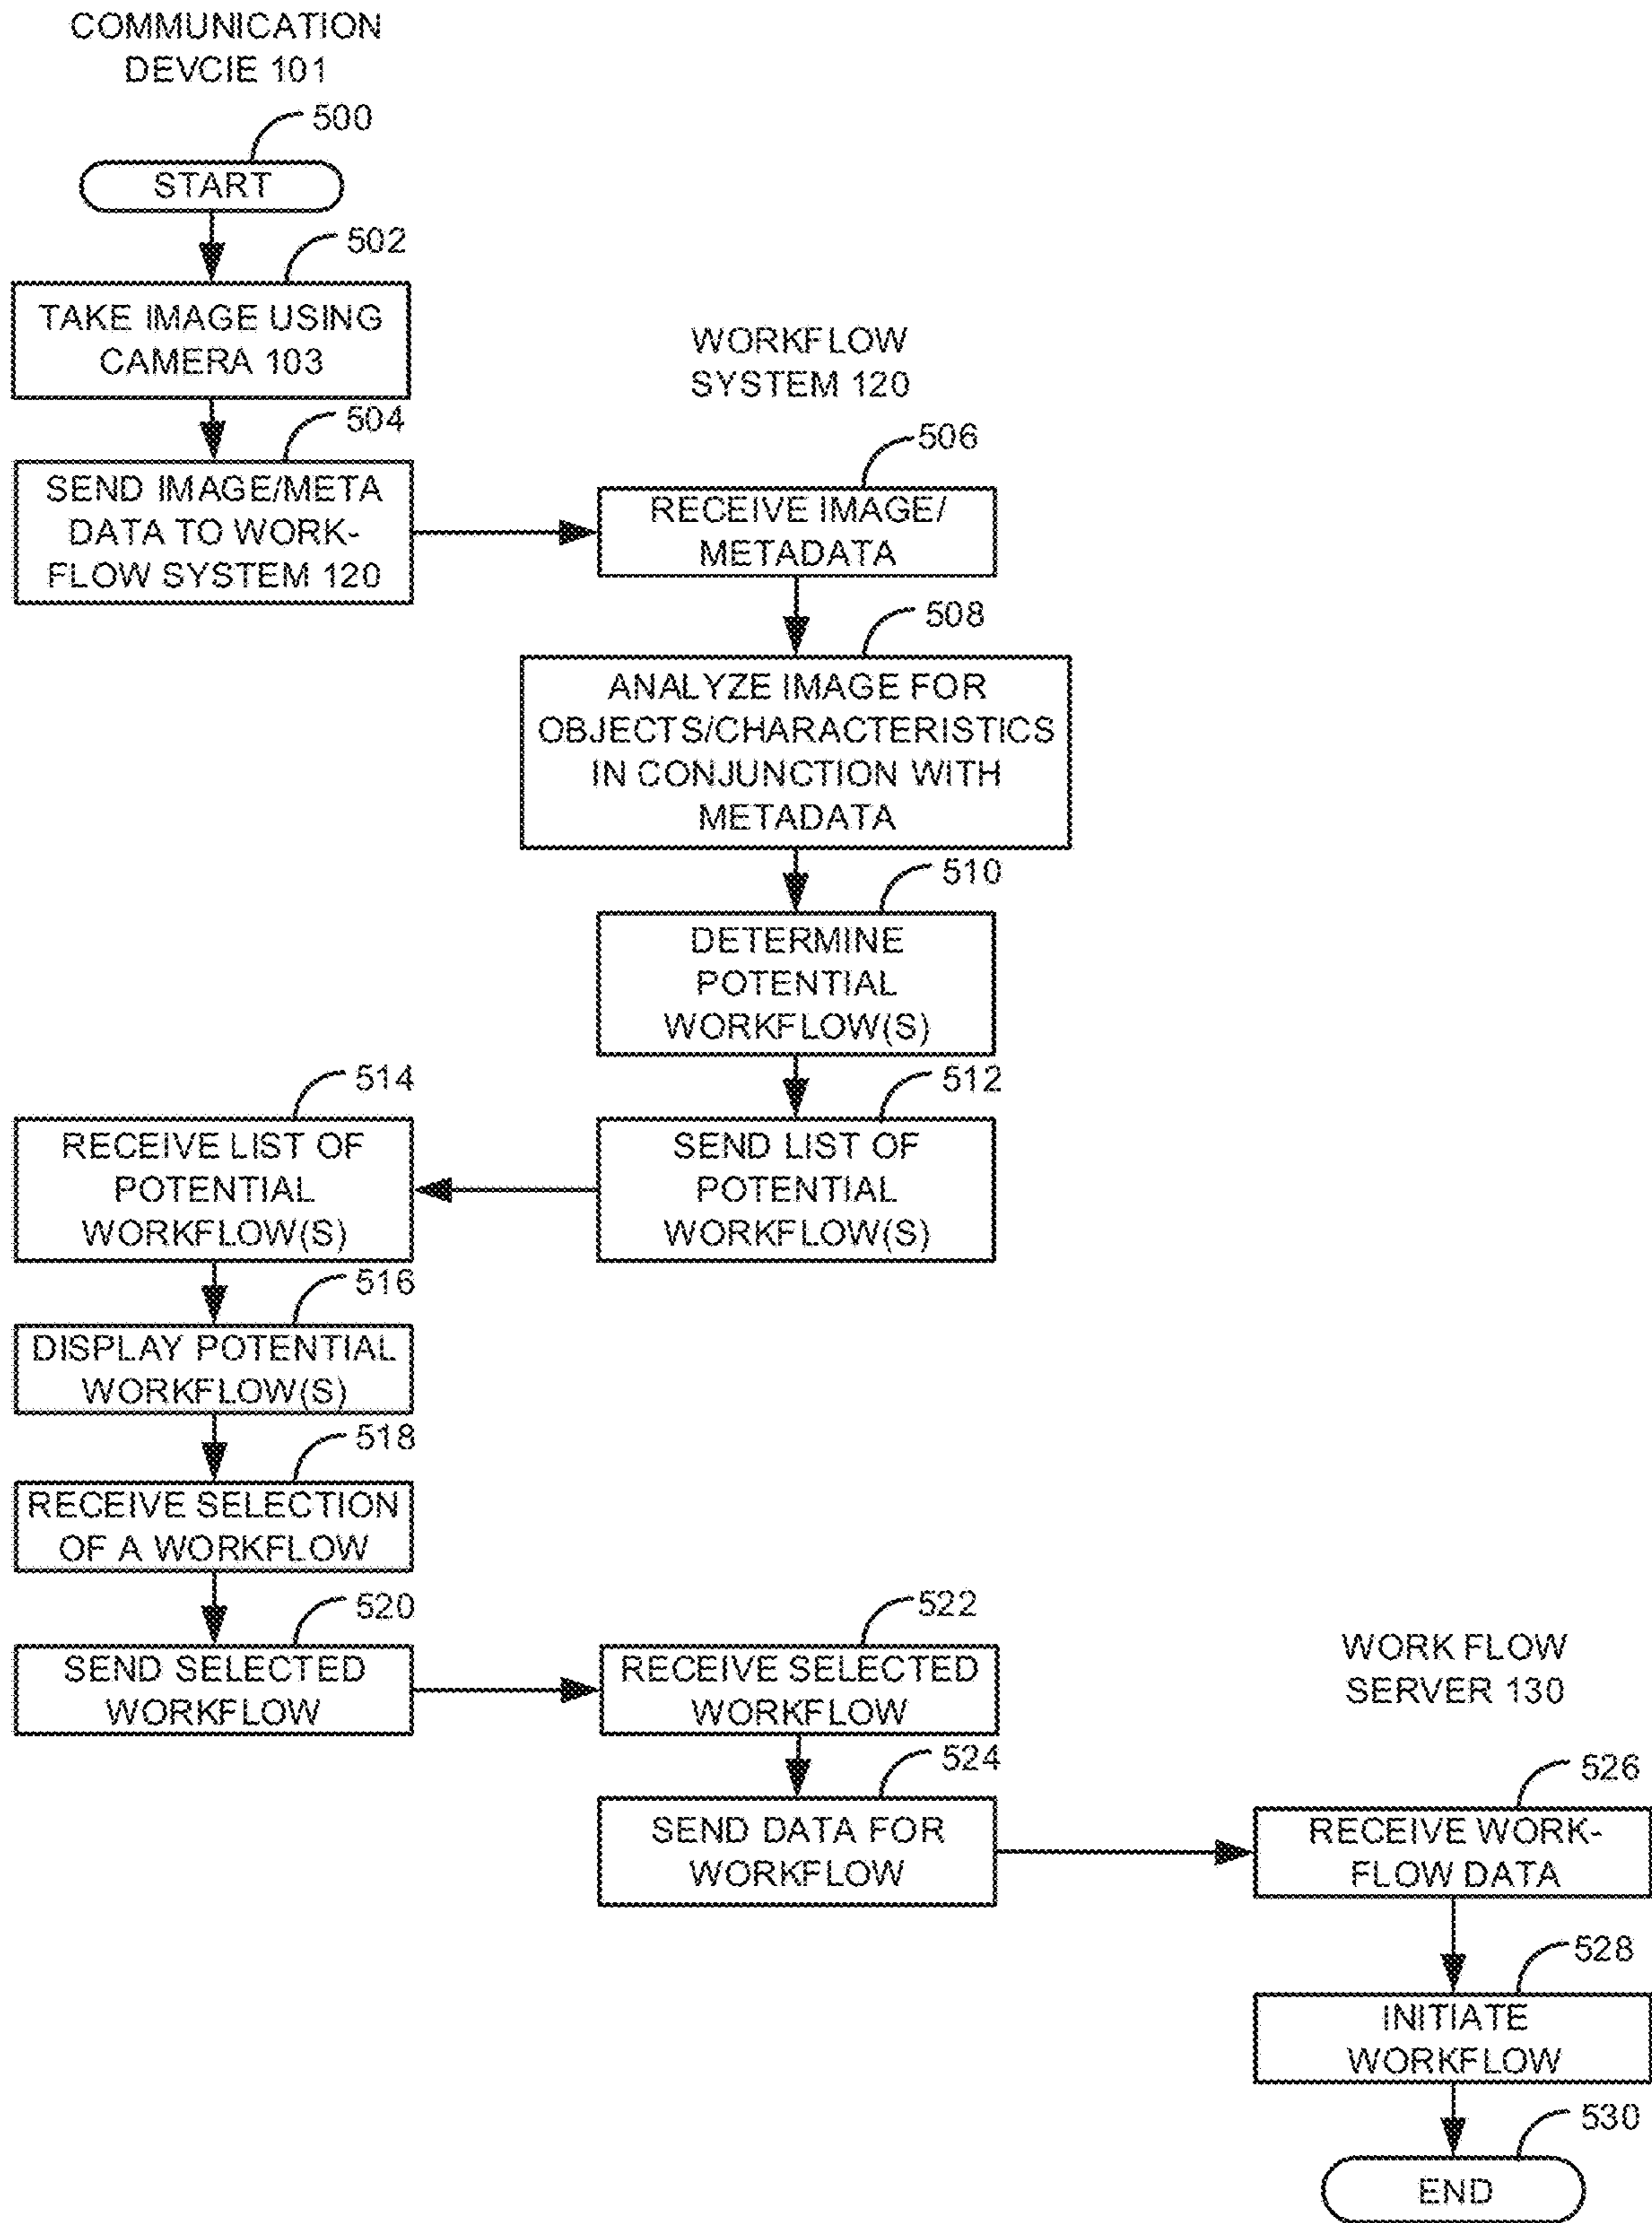 COMMUNICATION
DEVCIE 101
500
START
502
TAKE IMAGE USING
CAMERA 103
504
SEND IMAGE/META
DATA TO WORK-
FLOW SYSTEM 120
WORKFLOW
SYSTEM 120
506
RECEIVE IMAGE/
METADATA
508
ANALYZE IMAGE FOR
OBJECTS/CHARACTERISTICS
IN CONJUNCTION WITH
METADATA
510
DETERMINE
POTENTIAL
WORKFLOW(S)
512
SEND LIST OF
POTENTIAL
WORKFLOW(S)
514
RECEIVE LIST OF
POTENTIAL
WORKFLOW(S)
516
DISPLAY POTENTIAL
WORKFLOW(S)
518
RECEIVE SELECTION
OF A WORKFLOW
520
SEND SELECTED
WORKFLOW
522
RECEIVE SELECTED
WORKFLOW
524
SEND DATA FOR
WORKFLOW
WORK FLOW
SERVER 130
526
RECEIVE WORK-
FLOW DATA
528
INITIATE
WORKFLOW
530
END